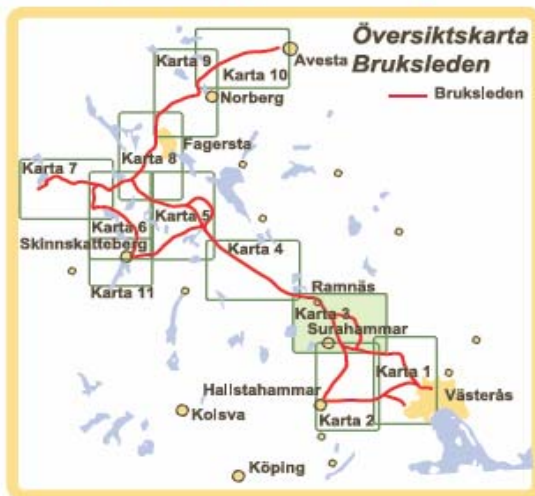 Översiktskarta
Bruksleden
Bruksleden
Karta 9
Karta 10
Avesta
Norberg
Fagersta
Karta 8
Karta 7
Karta 5
Karta 6
Skinnskatteberg
Karta 4
Karta 11
Ramnäs
Karta 3
Surahammar
Karta 1
Hallstahammar
Västerås
Karta 2
Kolsva
Köping